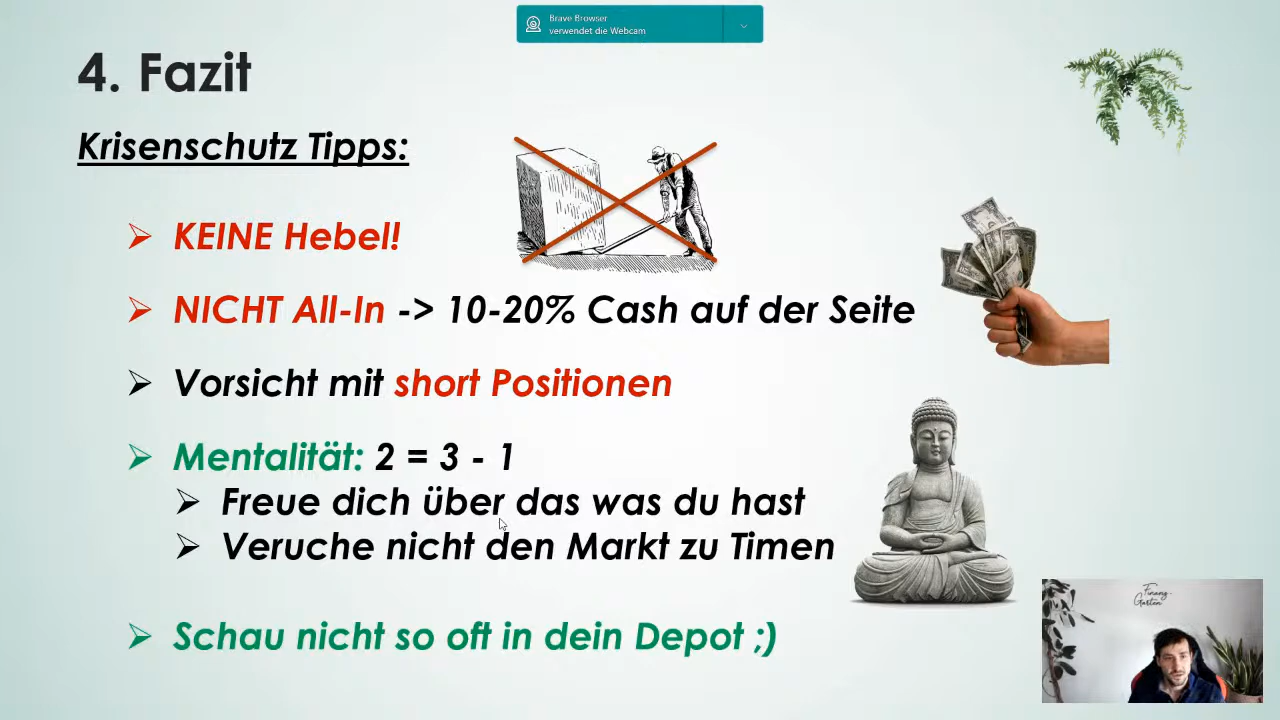 Brave Browser
verwendet die Webcam
4. Fazit
Krisenschutz Tipps:
KEINE Hebel!
NICHT All-In -> 10-20% Cash auf der Seite
Vorsicht mit short Positionen
Mentalität: 2 = 3 - 1
Freue dich über das was du hast
Veruche nicht den Markt zu Timen
Schau nicht so oft in dein Depot ;)
Finanz
Garten